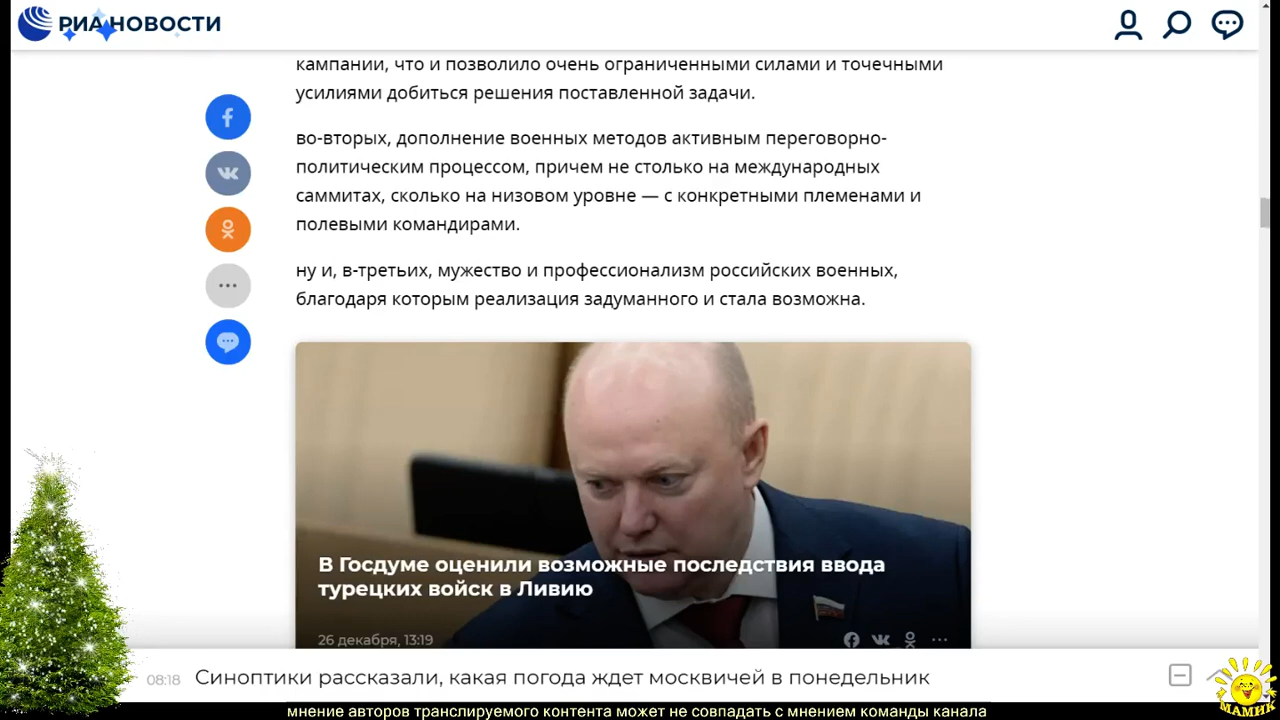 РИА НОВОСТИ
кампании, что и позволило очень ограниченными силами и точечными
усилиями добиться решения поставленной задачи.
во-вторых, дополнение военных методов активным переговорно-
политическим процессом, причем не столько на международных
саммитах, сколько на низовом уровне — с конкретными племенами и
полевыми командирами.
ну и, в-третьих, мужество и профессионализм российских военных,
благодаря которым реализация задуманного и стала возможна.
В Госдуме оценили возможные последствия ввода
турецких войск в Ливию
26 декабря, 13:19
08:18 Синоптики рассказали, какая погода ждет москвичей в понедельник
МАМИК
мнение авторов транслируемого контента может не совпадать с мнением команды канала